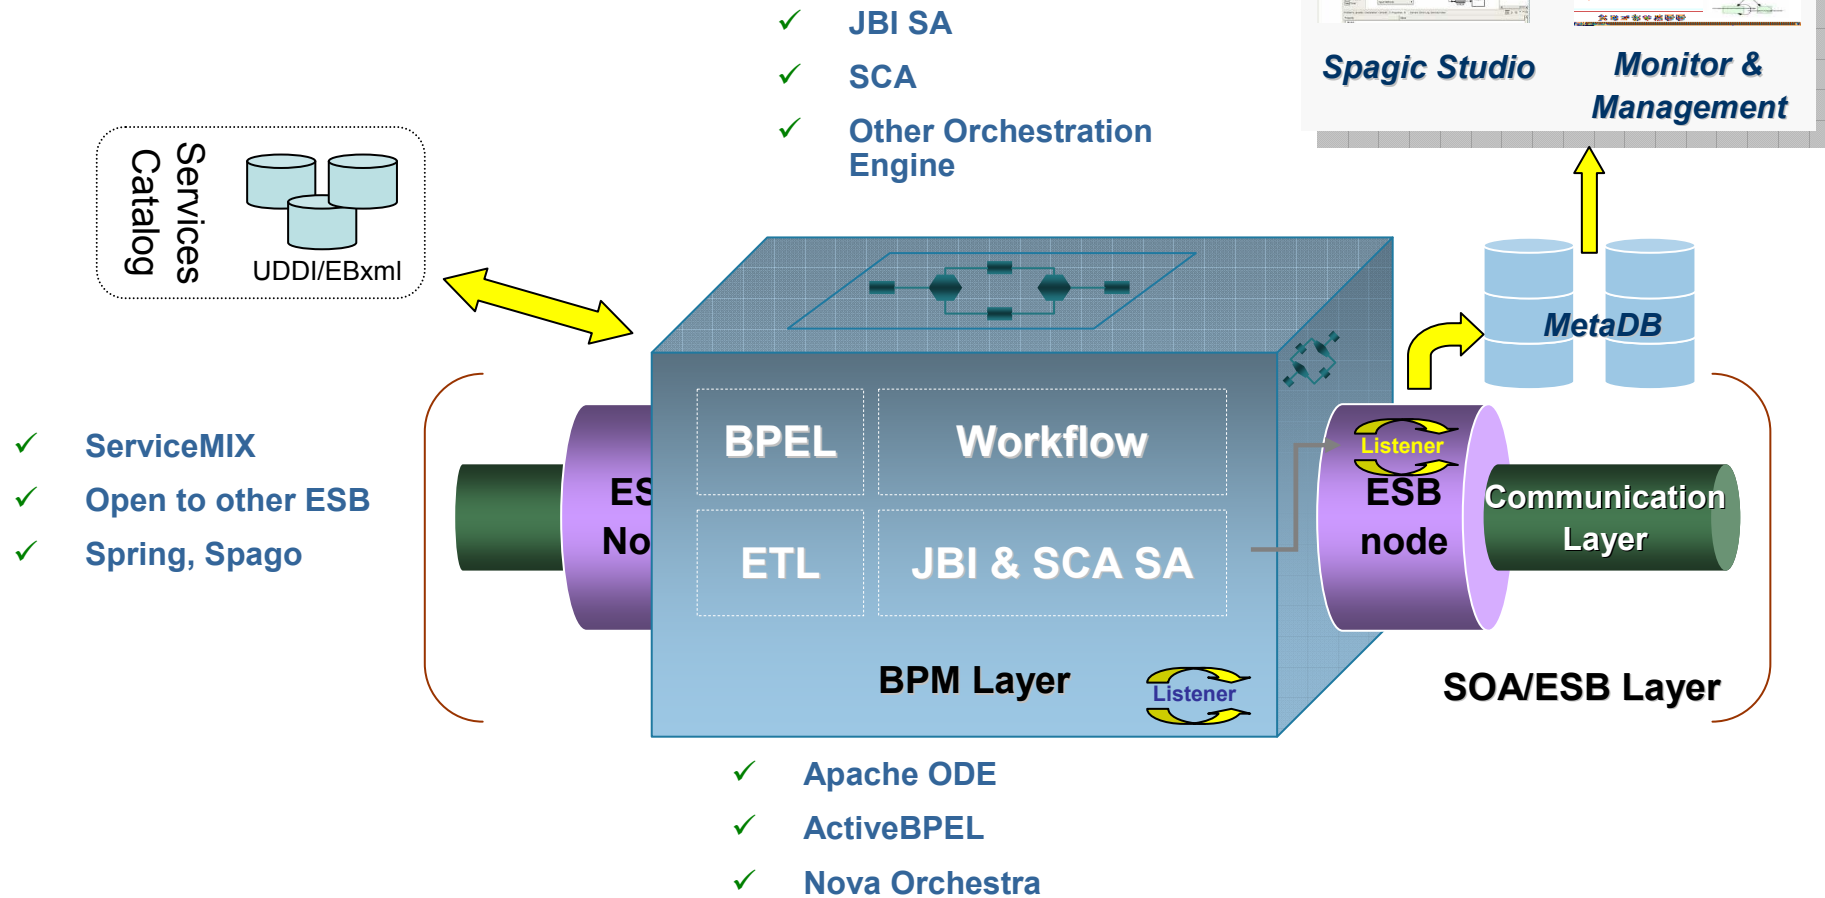 JBI SA
SCA
Other Orchestration
Engine
Spagic Studio
Monitor &
Management
Services
Catalog
UDDI/EBxml
MetaDB
ServiceMIX
Open to other ESB
Spring, Spago
ES
No
BPEL
Workflow
ETL
JBI & SCA SA
BPM Layer
Listener
Listener
ESB
node
Communication
Layer
SOA/ESB Layer
Apache ODE
ActiveBPEL
Nova Orchestra